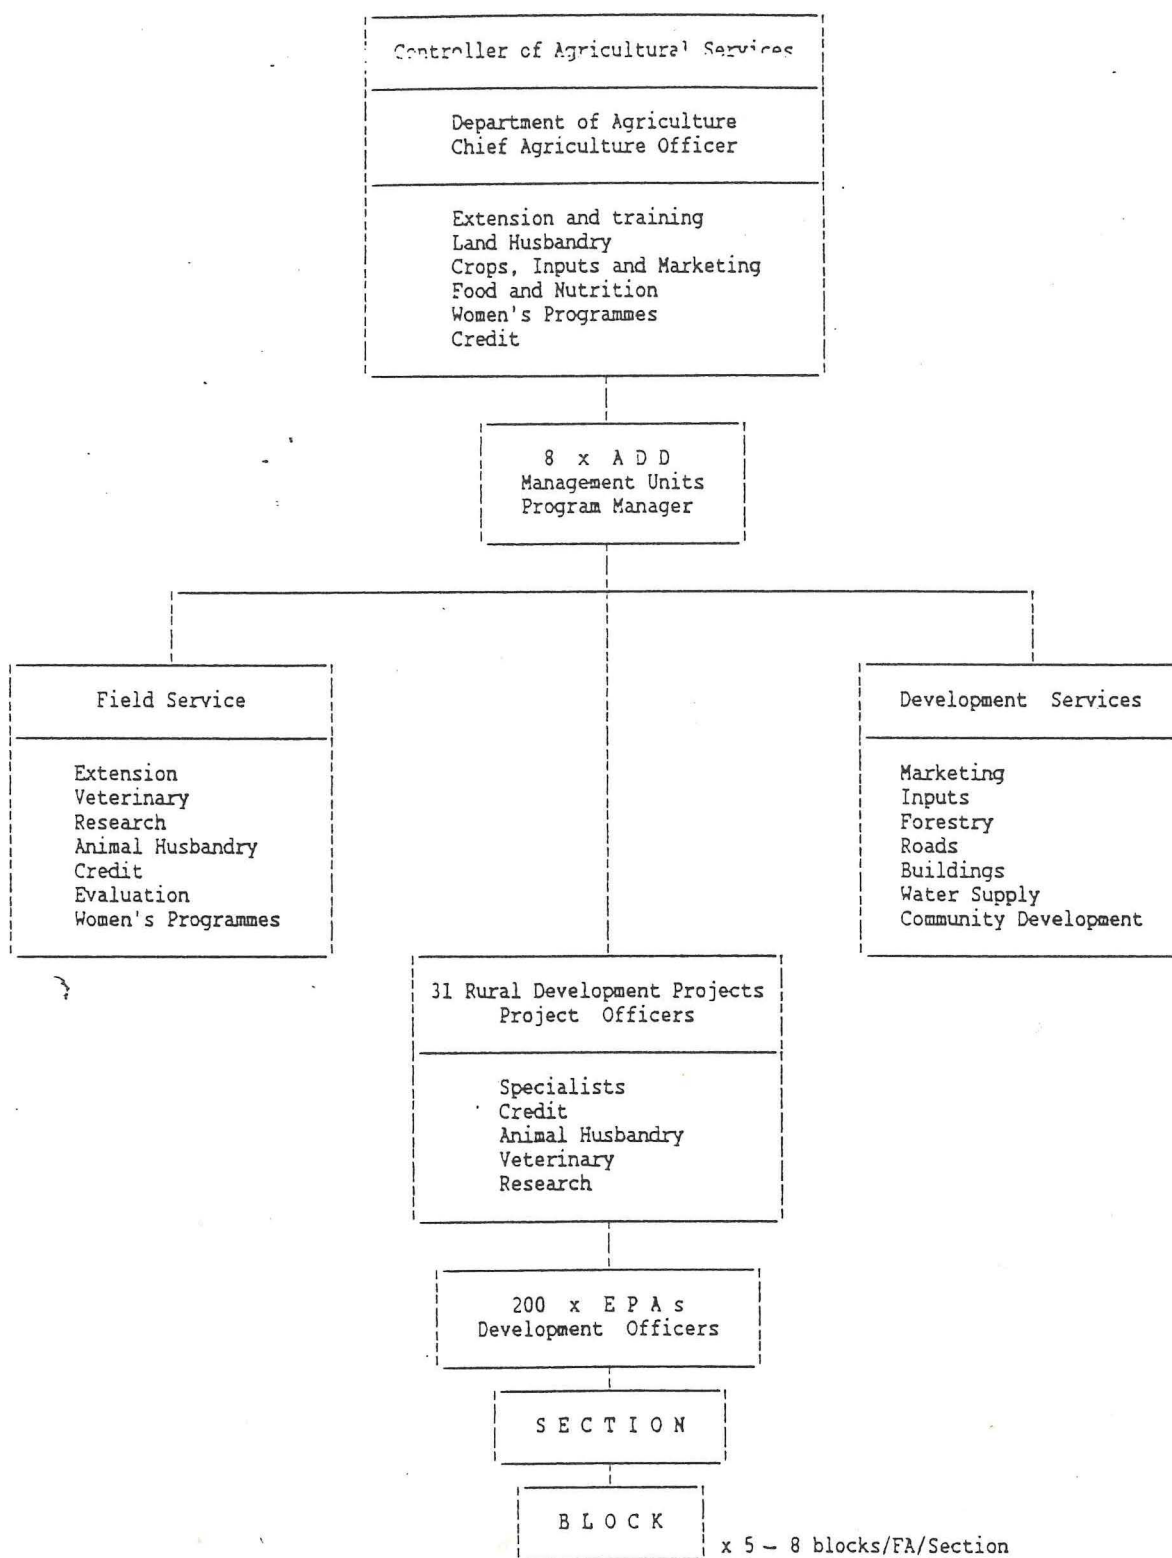 Controller of Agricultural Services
Department of Agriculture
Chief Agriculture Officer
Extension and training
Land Husbandry
Crops, Inputs and Marketing
Food and Nutrition
Women's Programmes
Credit
8 x A D D
Management Units
Program Manager
Field Service
Extension
Veterinary
Research
Animal Husbandry
Credit
Evaluation
Women's Programmes
Development Services
Marketing
Inputs
Forestry
Roads
Buildings
Water Supply
Community Development
31 Rural Development Projects
Project Officers
Specialists
Credit
Animal Husbandry
Veterinary
Research
200 x E P A s
Development Officers
S E C T I O N
B L O C K
x 5 – 8 blocks/FA/Section